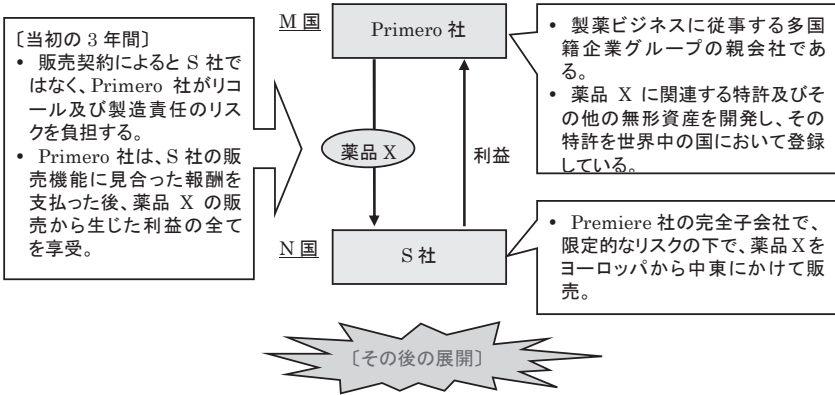 〔当初の 3 年間〕
• 販売契約によると S 社で
はなく、Primero 社がリコ
ール及び製造責任のリス
クを負担する。
• Primero 社は、S 社の販
売機能に見合った報酬を
支払った後、薬品 X の販
売から生じた利益の全て
を享受。
M 国
Primero 社
薬品 X
利益
N 国
S 社
• 製薬ビジネスに従事する多国
籍企業グループの親会社であ
る。
• 薬品 X に関連する特許及びそ
の他の無形資産を開発し、その
特許を世界中の国において登録
している。
• Premiere 社の完全子会社で、
限定的なリスクの下で、薬品 X を
ヨーロッパから中東にかけて販
売。
〔その後の展開〕